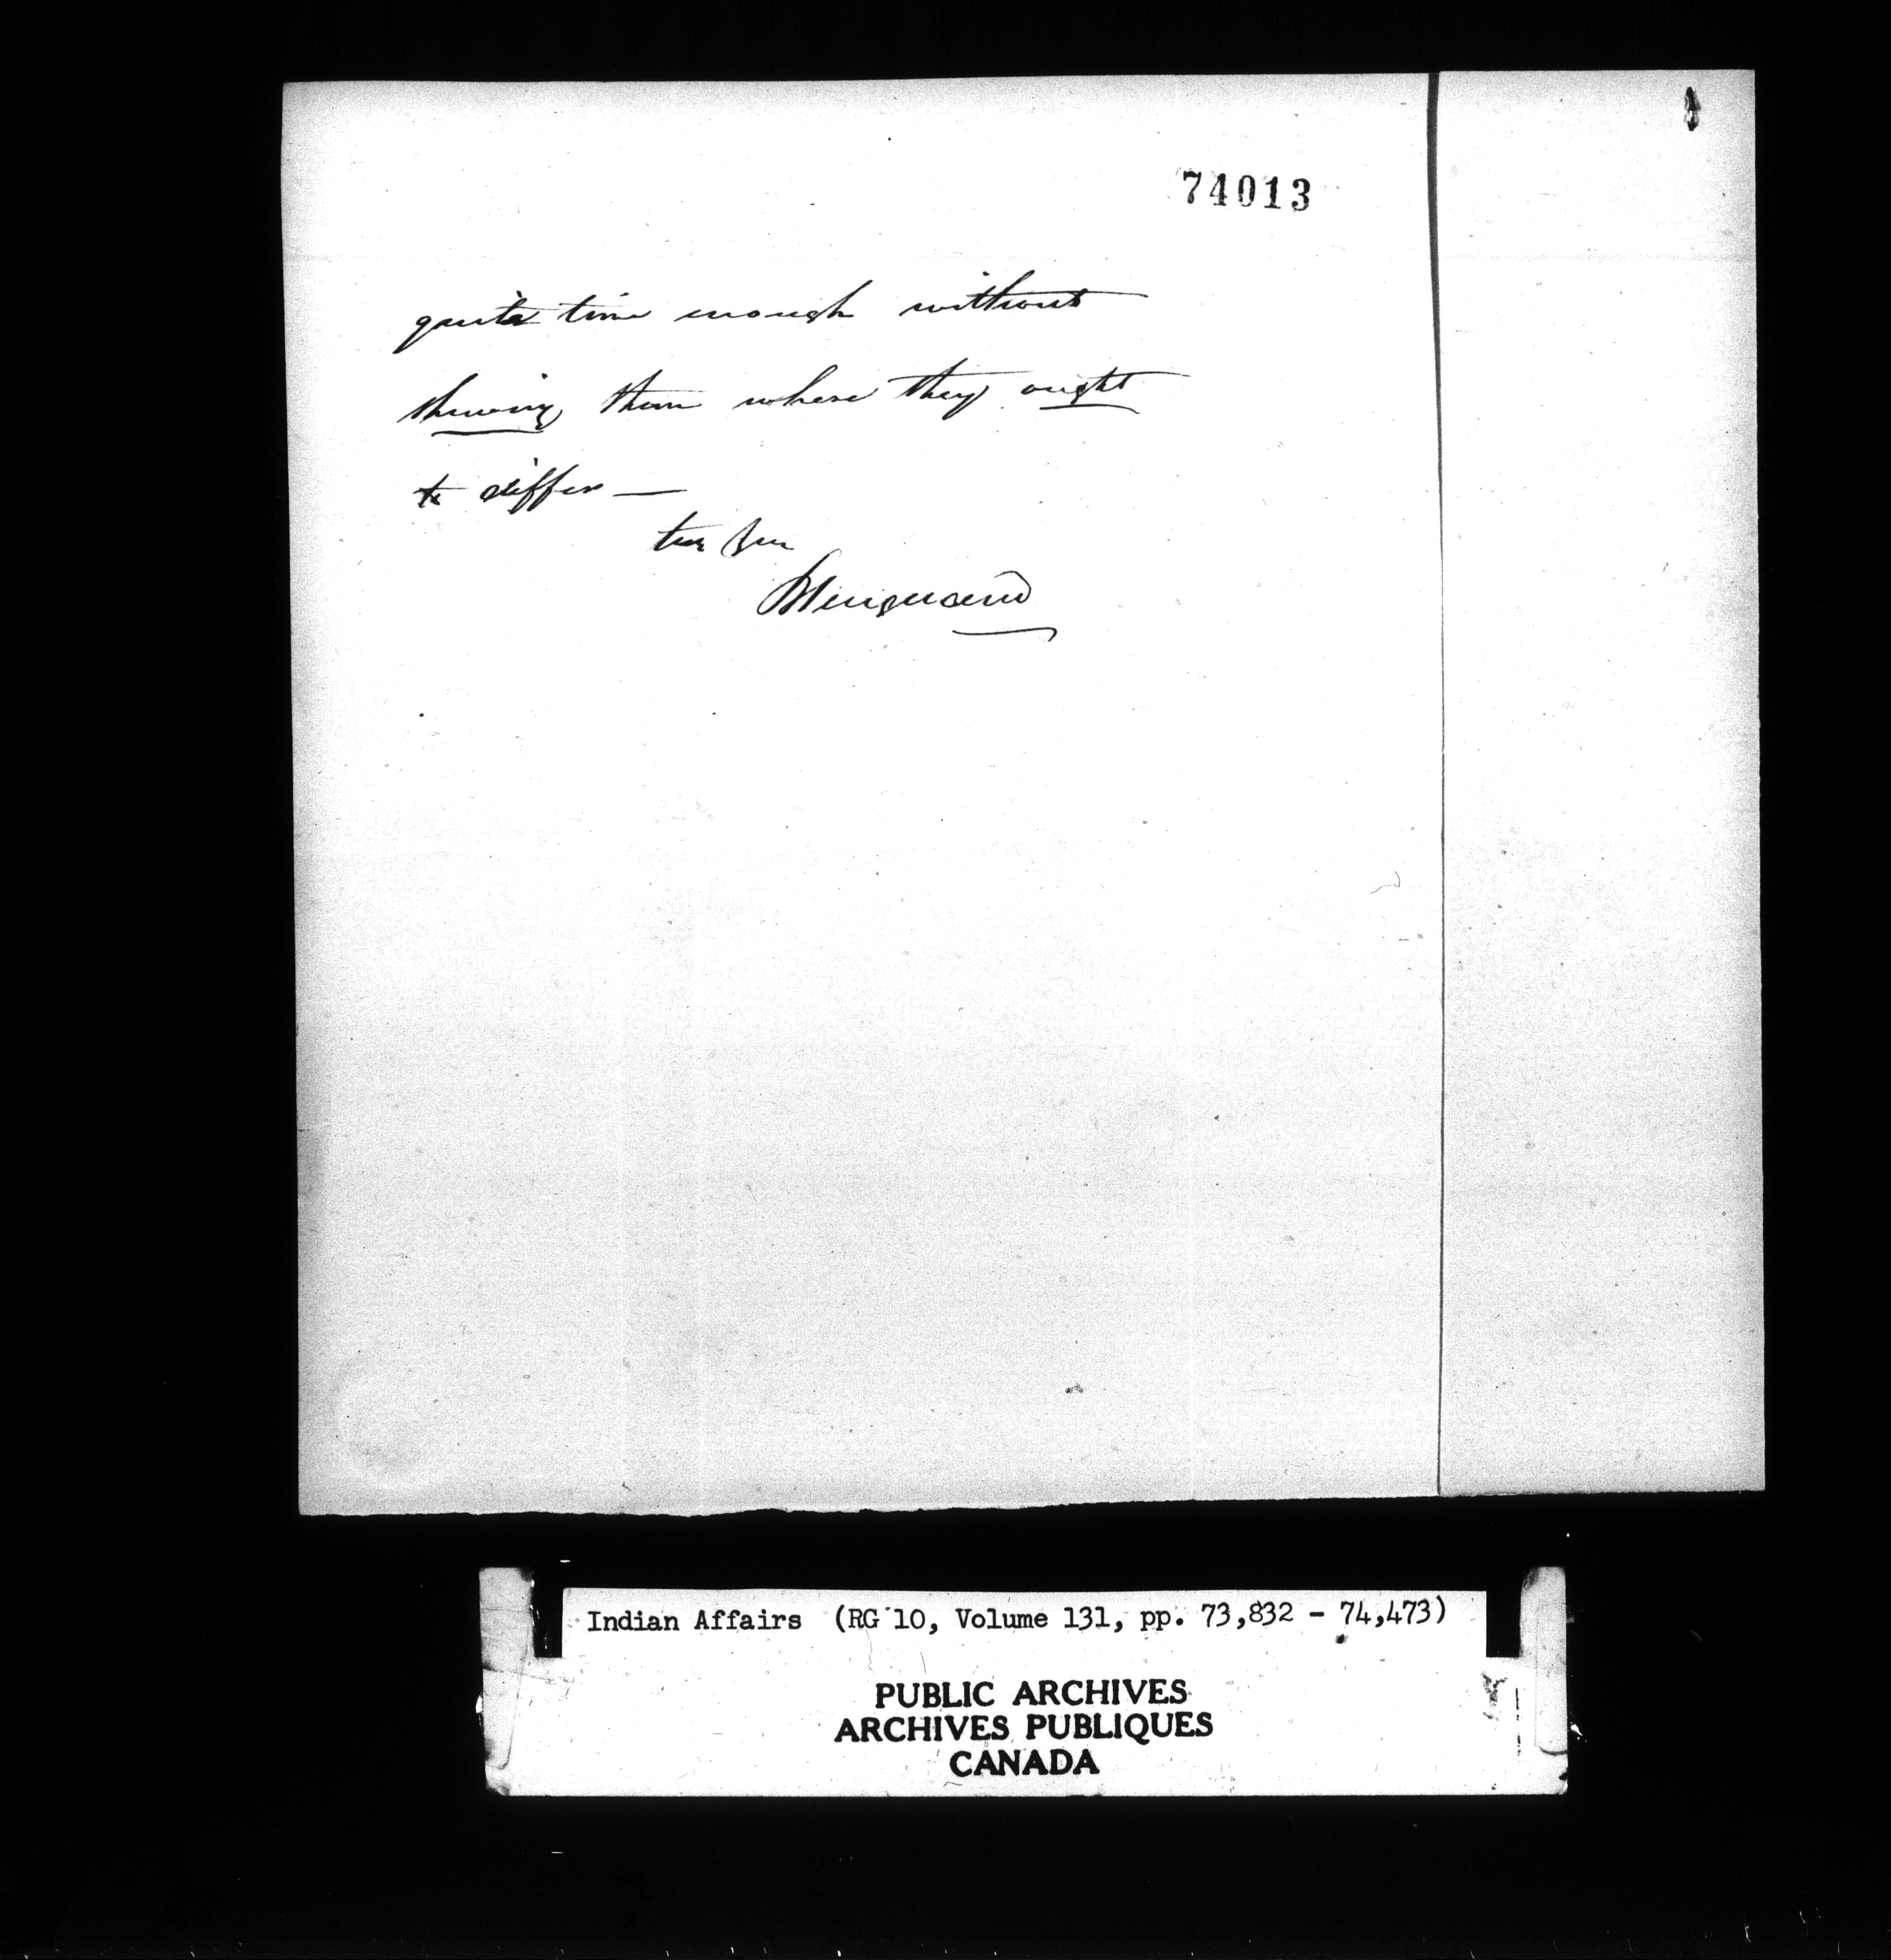 74013
quite time enough without
shewing them where they ought
to differ —
Indian Affairs (RG 10, Volume 131, pp. 73,832 - 74,473)
PUBLIC ARCHIVES
ARCHIVES PUBLIQUES
CANADA